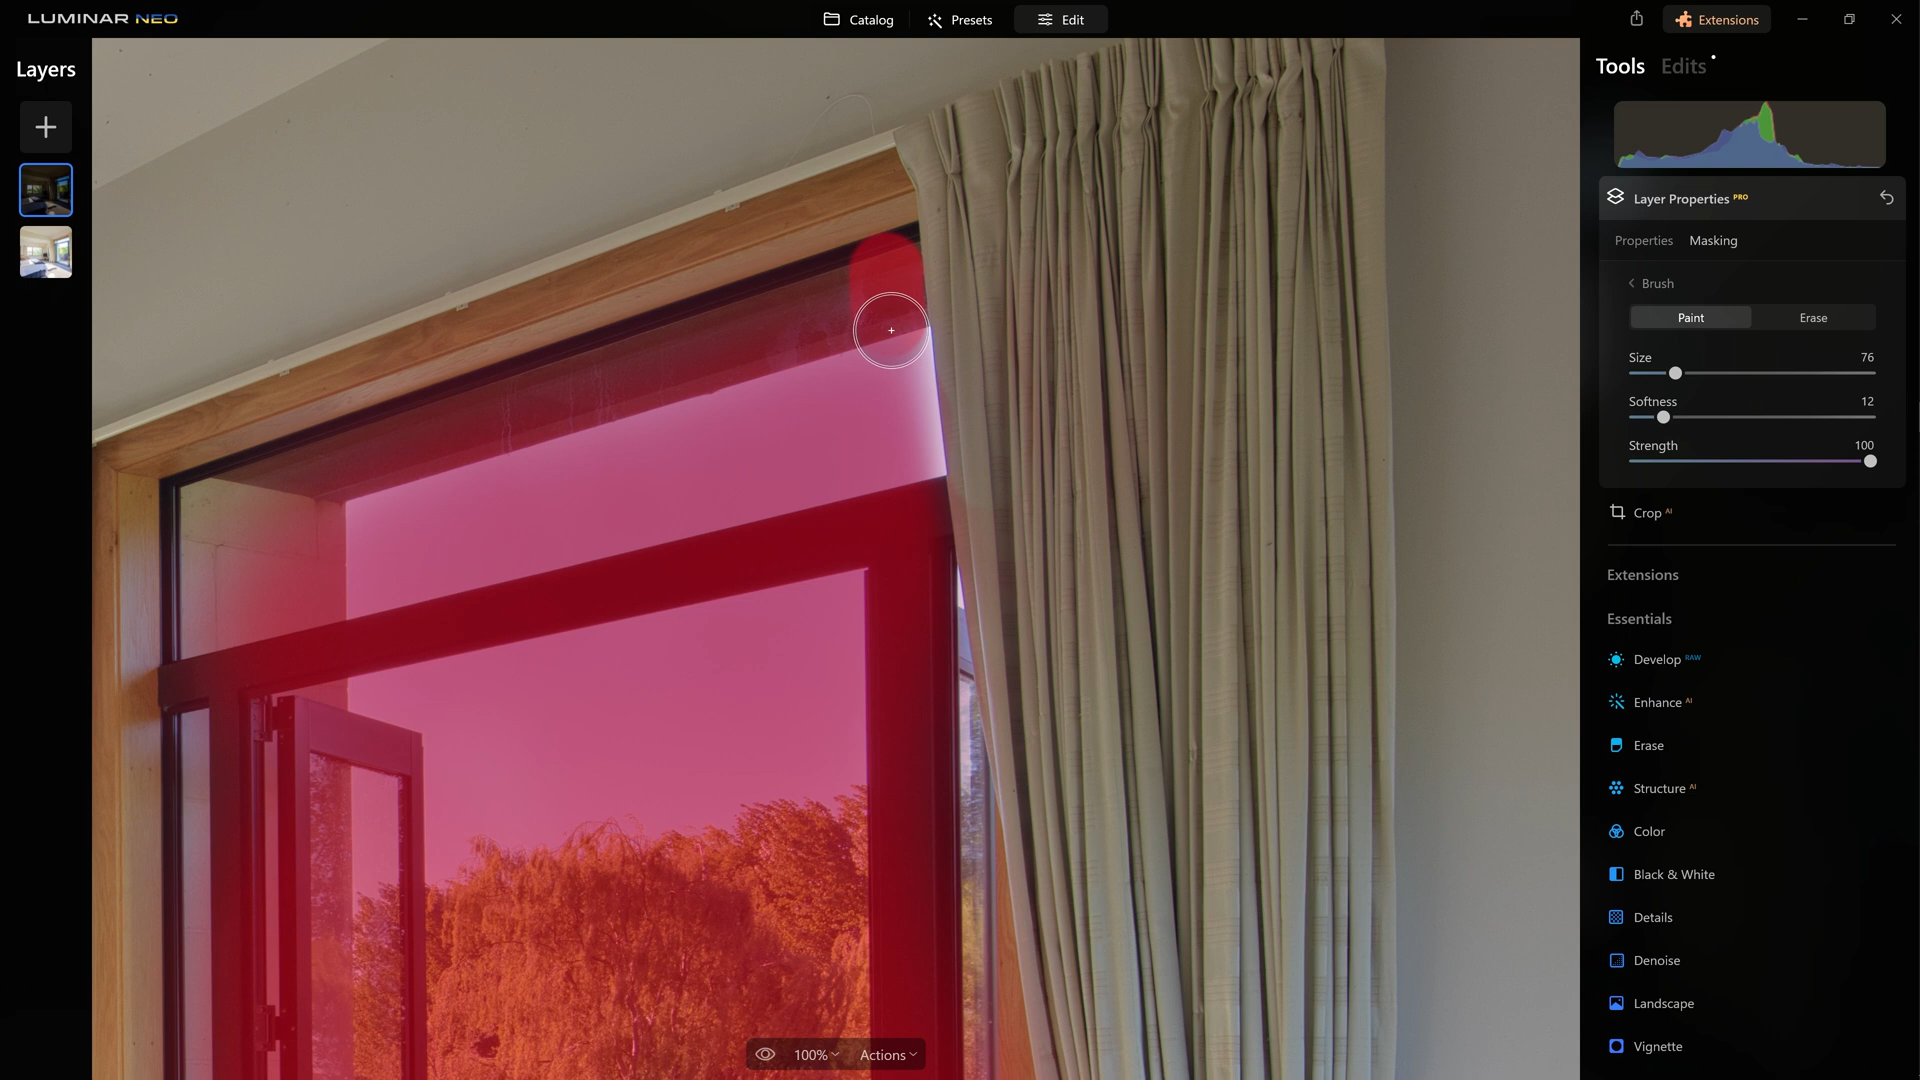 LUMINAR NEO
Catalog
Presets
Edit
Extensions
Layers
Tools Edits
Layer Properties PRO
Properties Masking
Brush
Paint Erase
Size 76
Softness 12
Strength 100
Crop AI
Extensions
Essentials
Develop RAW
Enhance AI
Erase
Structure AI
Color
Black & White
Details
Denoise
Landscape
Vignette
100% Actions